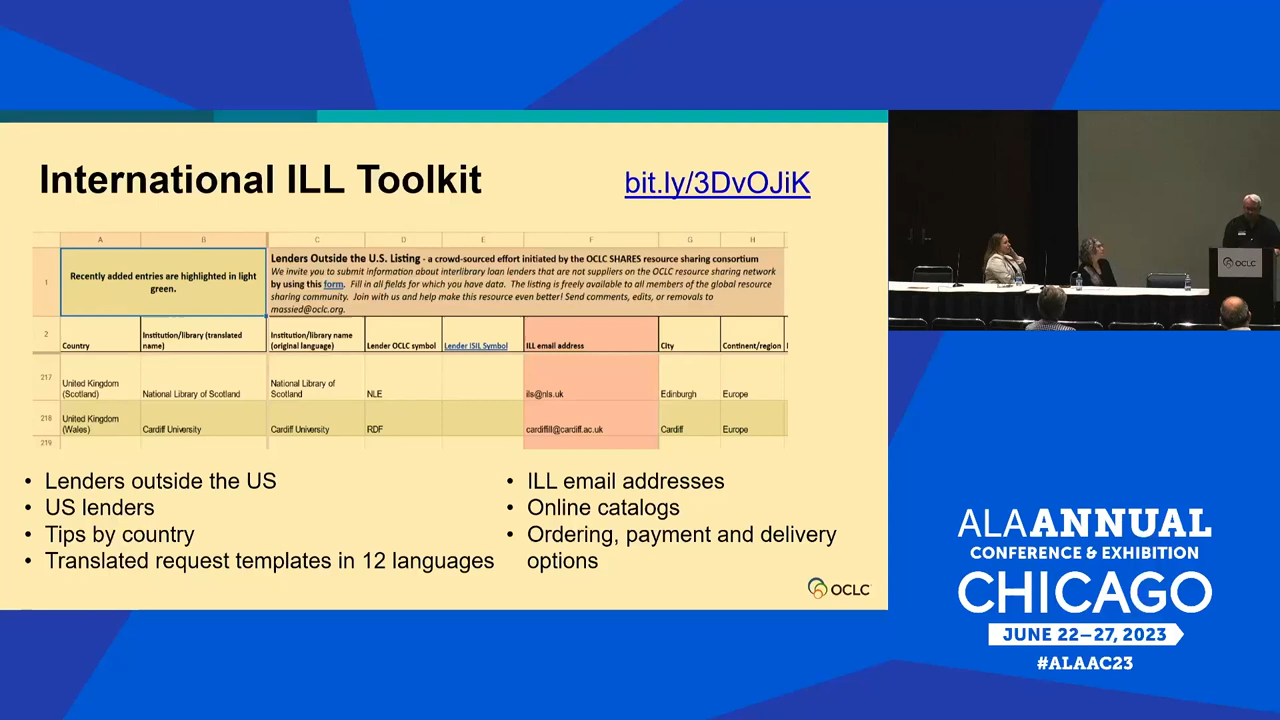 International ILL Toolkit
bit.ly/3DvOJiK
A B C D E F G H
1
Recently added entries are highlighted in light
green.
Lenders Outside the U.S. Listing - a crowd-sourced effort initiated by the OCLC SHARES resource sharing consortium
We invite you to submit information about interlibrary loan lenders that are not suppliers on the OCLC resource sharing network
by using this form. Fill in all fields for which you have data. The listing is freely available to all members of the global resource
sharing community. Join with us and help make this resource even better! Send comments, edits, or removals to
massied@oclc.org.
2
Country
Institution/library (translated
name)
Institution/library name
(original language)
Lender OCLC symbol
Lender ISIL Symbol
ILL email address
City
Continent/region
217
United Kingdom
(Scotland)
National Library of Scotland
National Library of
Scotland
NLE
ils@nls.uk
Edinburgh
Europe
218
United Kingdom
(Wales)
Cardiff University
Cardiff University
RDF
cardiffill@cardiff.ac.uk
Cardiff
Europe
219
• Lenders outside the US
• US lenders
• Tips by country
• Translated request templates in 12 languages
• ILL email addresses
• Online catalogs
• Ordering, payment and delivery
options
OCLC
OCLC
ALAANNUAL
CONFERENCE & EXHIBITION
CHICAGO
JUNE 22–27, 2023
#ALAAC23